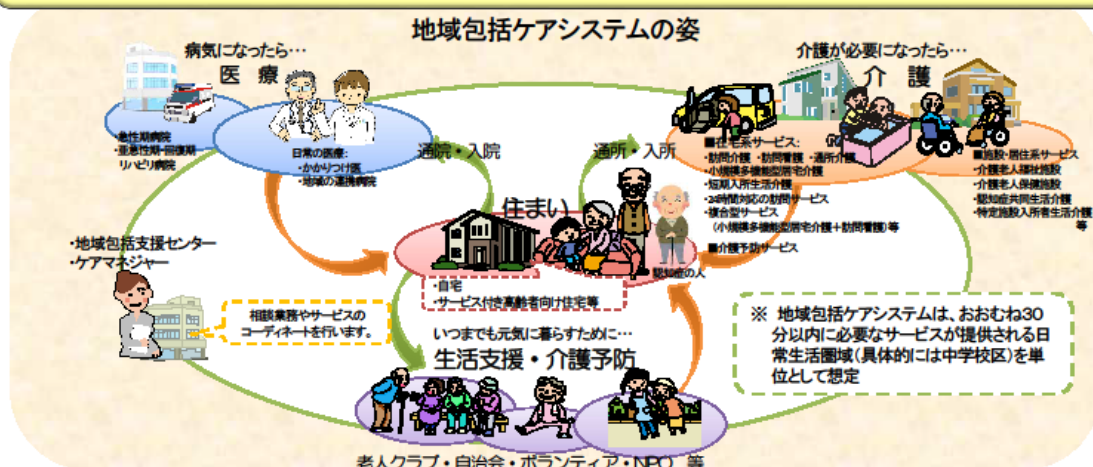 地域包括ケアシステムの姿
病気になったら…
医 療
・急性期病院
・亜急性期・回復期
リハビリ病院
日常の医療:
・かかりつけ医
・地域の連携病院
通院・入院
通所・入所
介護が必要になったら…
介 護
■在宅系サービス:
・訪問介護・訪問看護・通所介護
・小規模多機能型居宅介護
・短期入所生活介護
・24時間対応の訪問サービス
・複合型サービス
(小規模多機能型居宅介護+訪問看護)等
■介護予防サービス
■施設・居住系サービス
・介護老人福祉施設
・介護老人保健施設
・認知症共同生活介護
・特定施設入所者生活介護
等
住まい
認知症の人
・自宅
・サービス付き高齢者向け住宅等
・地域包括支援センター
・ケアマネジャー
相談業務やサービスの
コーディネートを行います。
いつまでも元気に暮らすために…
生活支援・介護予防
老人クラブ・自治会・ボランティア・NPO 等
※ 地域包括ケアシステムは、おおむね30
分以内に必要なサービスが提供される日
常生活圏域(具体的には中学校区)を単
位として想定